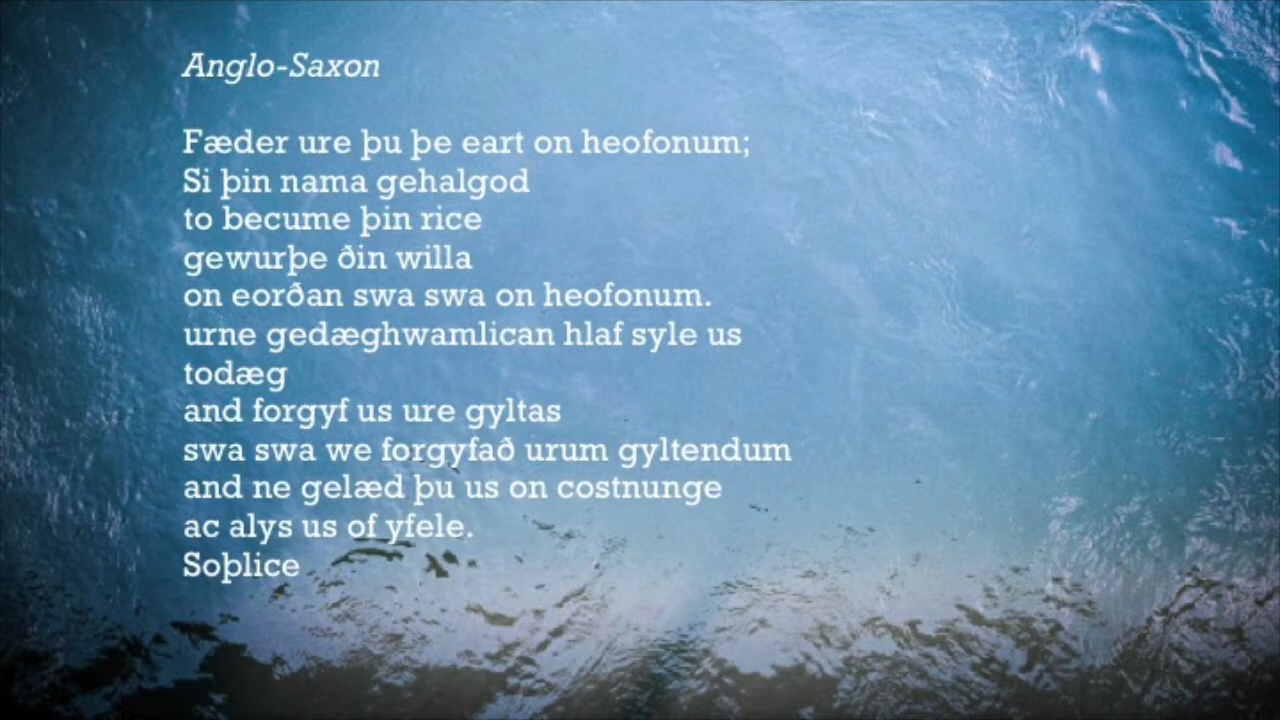 Anglo-Saxon
Fæder ure þu þe eart on heofonum;
Si þin nama gehalgod
to becume þin rice
gewurþe ðin willa
on eorðan swa swa on heofonum.
urne gedæghwamlican hlaf syle us
todæg
and forgyf us ure gyltas
swa swa we forgyfað urum gyltendum
and ne gelæd þu us on costnunge
ac alys us of yfele.
Soþlice